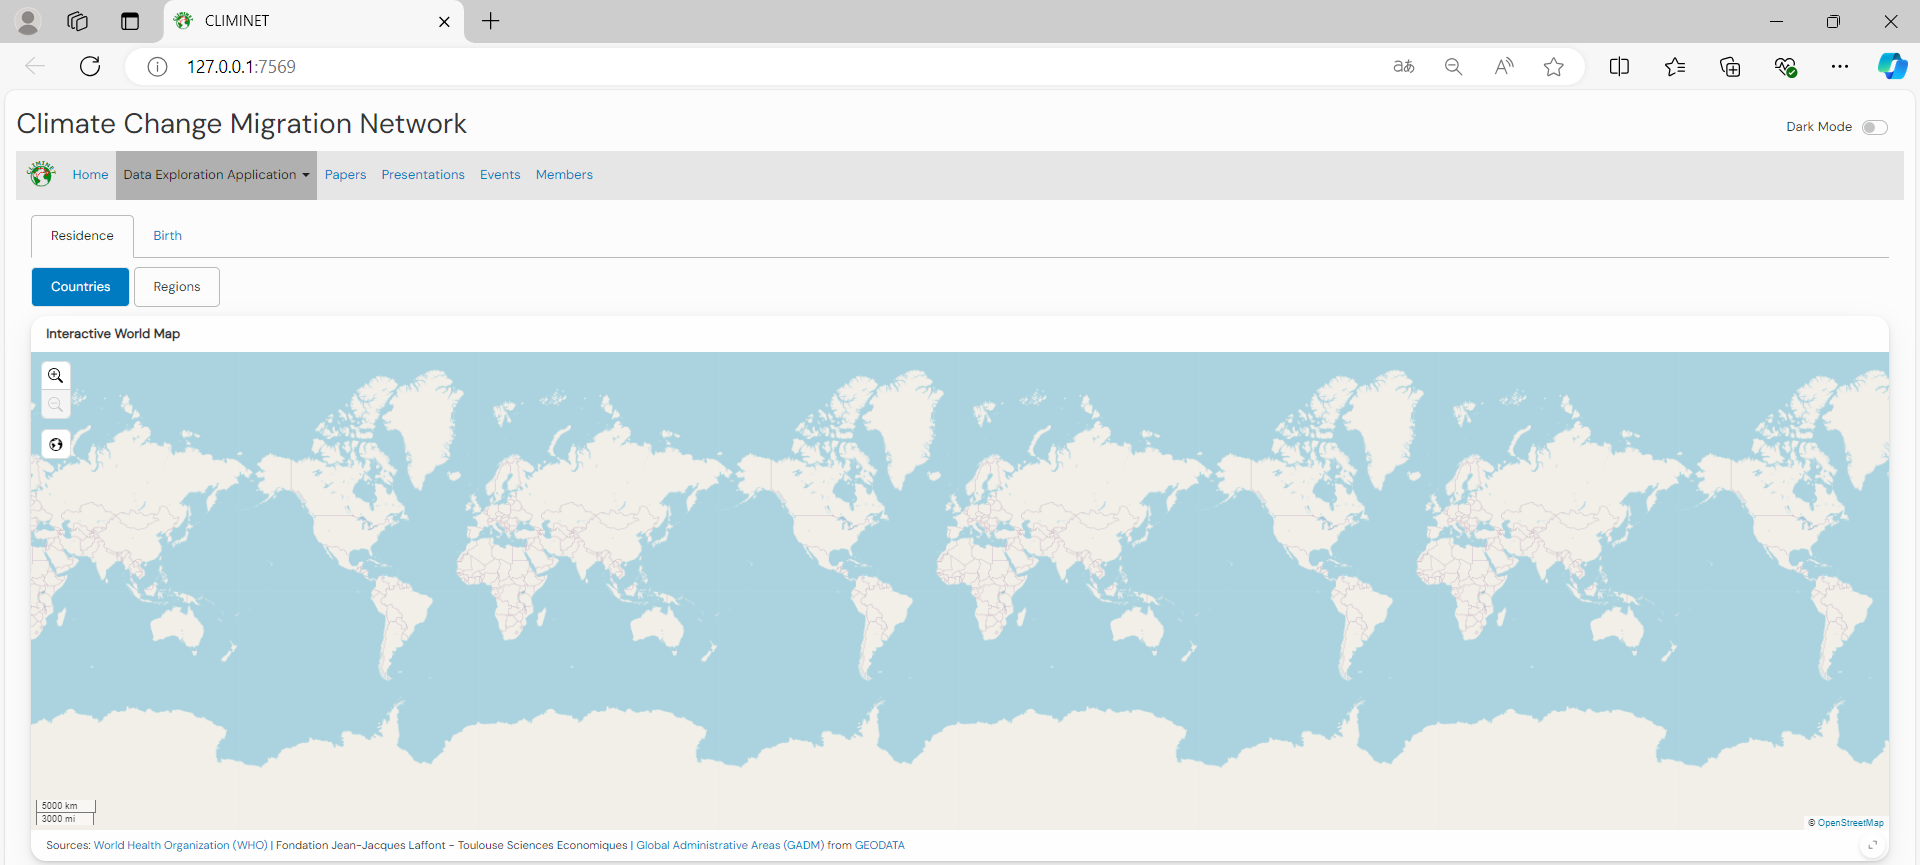 CLIMINET
127.0.0.1:7569
Climate Change Migration Network
Dark Mode
CLIMINET Home Data Exploration Application Papers Presentations Events Members
Residence Birth
Countries Regions
Interactive World Map
5000 km
3000 mi
© OpenStreetMap
Sources: World Health Organization (WHO) | Fondation Jean-Jacques Laffont - Toulouse Sciences Economiques | Global Administrative Areas (GADM) from GEODATA